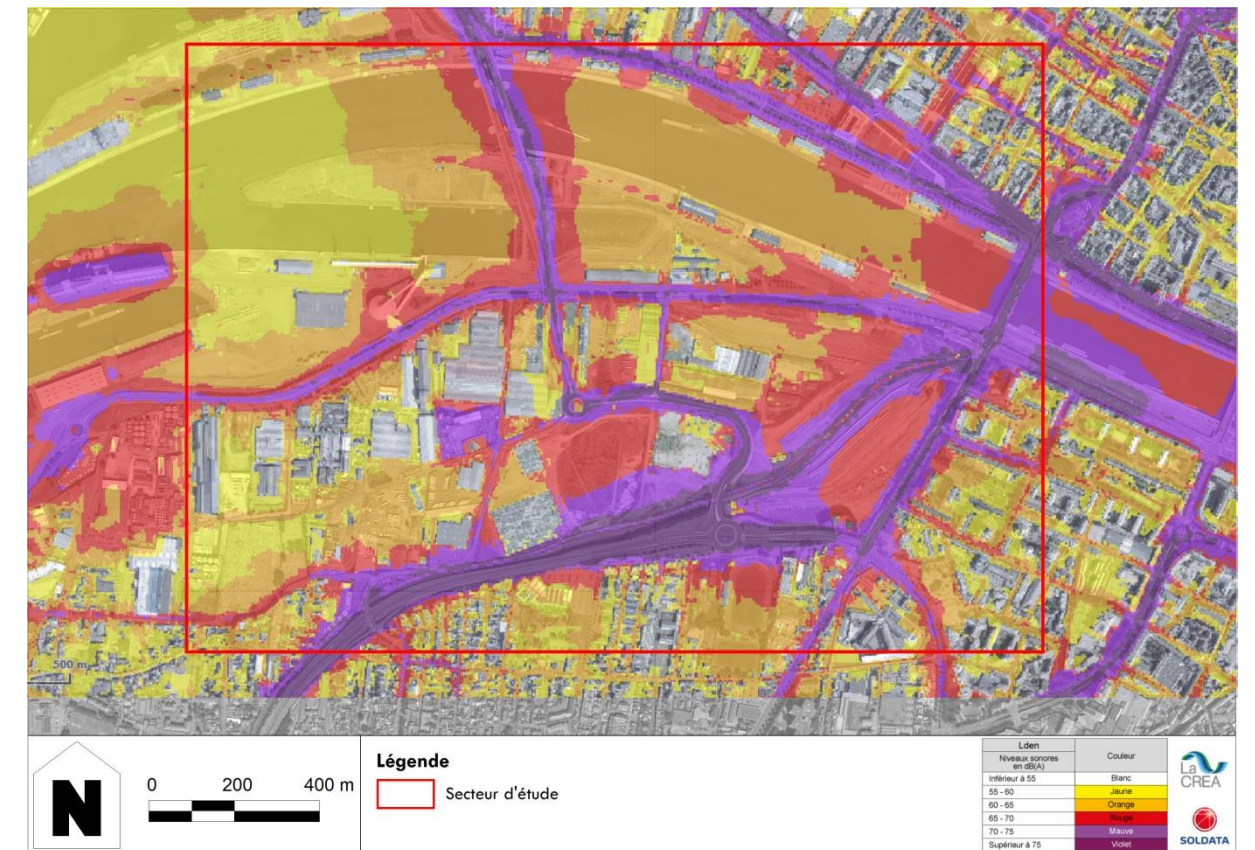 500 m
N
0 200 400 m
Légende
Secteur d'étude
Lden
Niveaux sonores
en dB(A)
Couleur
Inférieur à 55 Blanc
55 - 60 Jaune
60 - 65 Orange
65 - 70 Rouge
70 - 75 Mauve
Supérieur à 75 Violet
La
CREA
SOLDATA